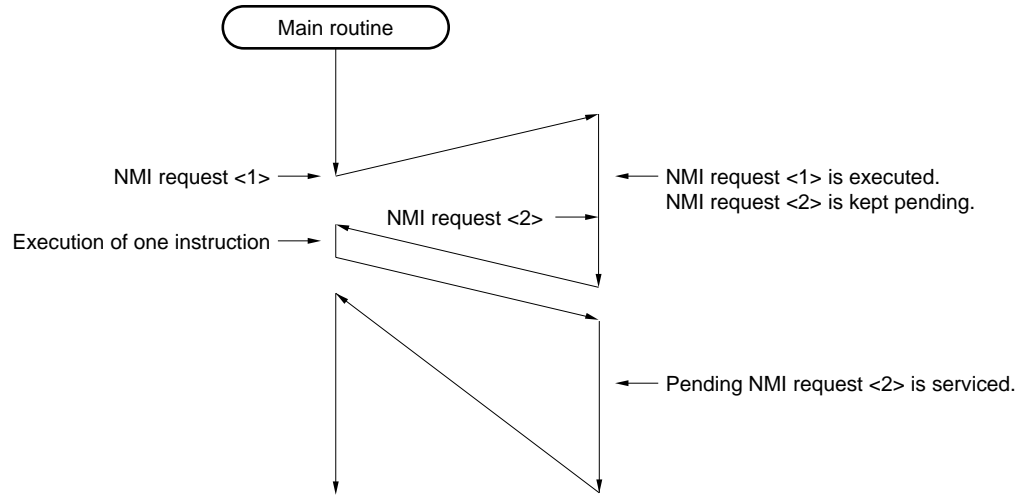 Main routine
NMI request <1>
NMI request <1> is executed.
NMI request <2> is kept pending.
NMI request <2>
Execution of one instruction
Pending NMI request <2> is serviced.